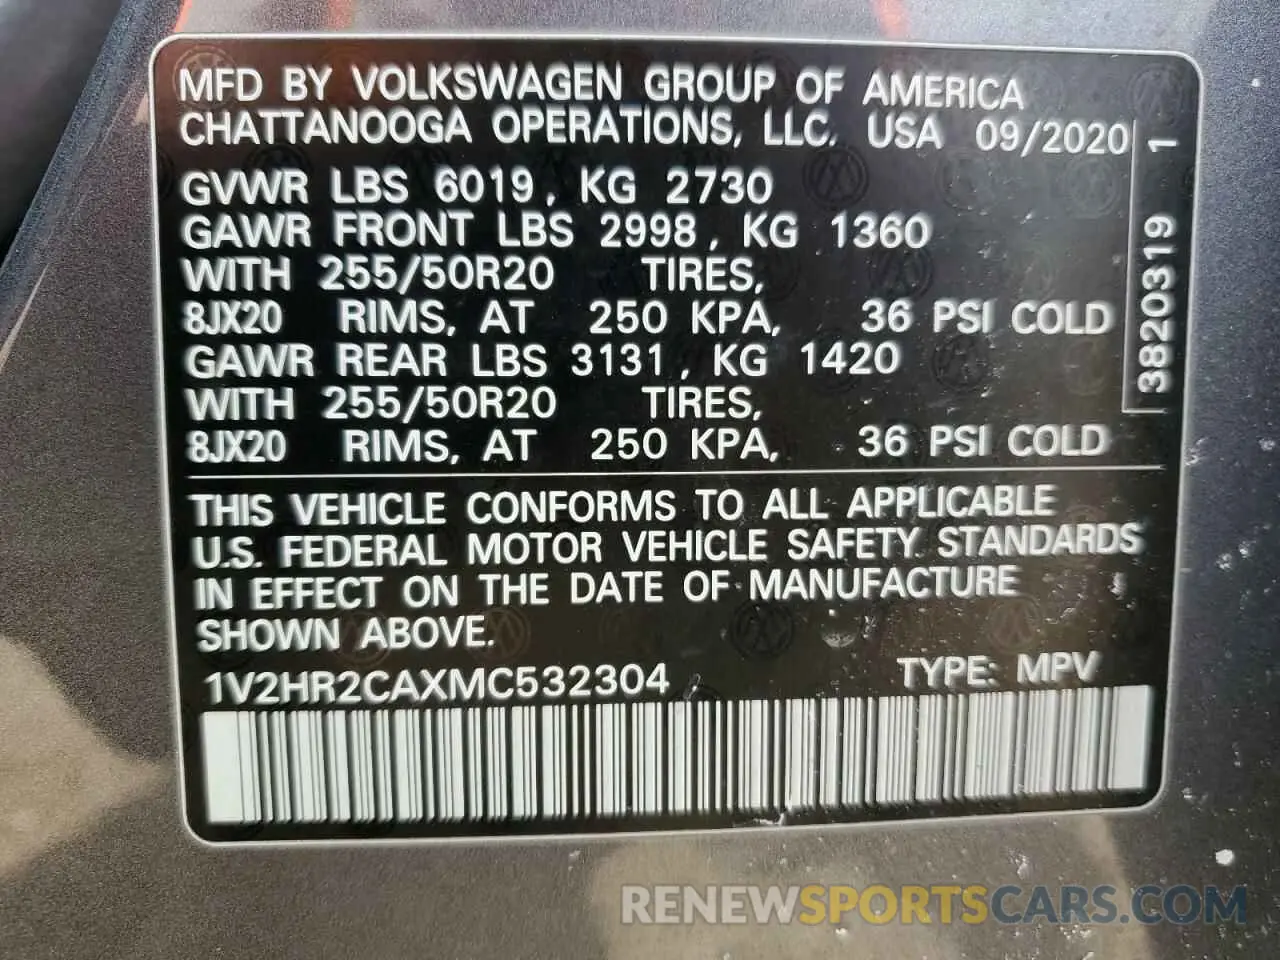 MFD BY VOLKSWAGEN GROUP OF AMERICA
CHATTANOOGA OPERATIONS, LLC. USA 09/2020
GVWR LBS 6019, KG 2730
GAWR FRONT LBS 2998, KG 1360
WITH 255/50R20 TIRES,
8JX20 RIMS, AT 250 KPA, 36 PSI COLD
GAWR REAR LBS 3131, KG 1420
WITH 255/50R20 TIRES,
8JX20 RIMS, AT 250 KPA, 36 PSI COLD
3820319 1
THIS VEHICLE CONFORMS TO ALL APPLICABLE
U.S. FEDERAL MOTOR VEHICLE SAFETY STANDARDS
IN EFFECT ON THE DATE OF MANUFACTURE
SHOWN ABOVE.
1V2HR2CAXMC532304 TYPE: MPV
RENEWSPORTSCARS.COM